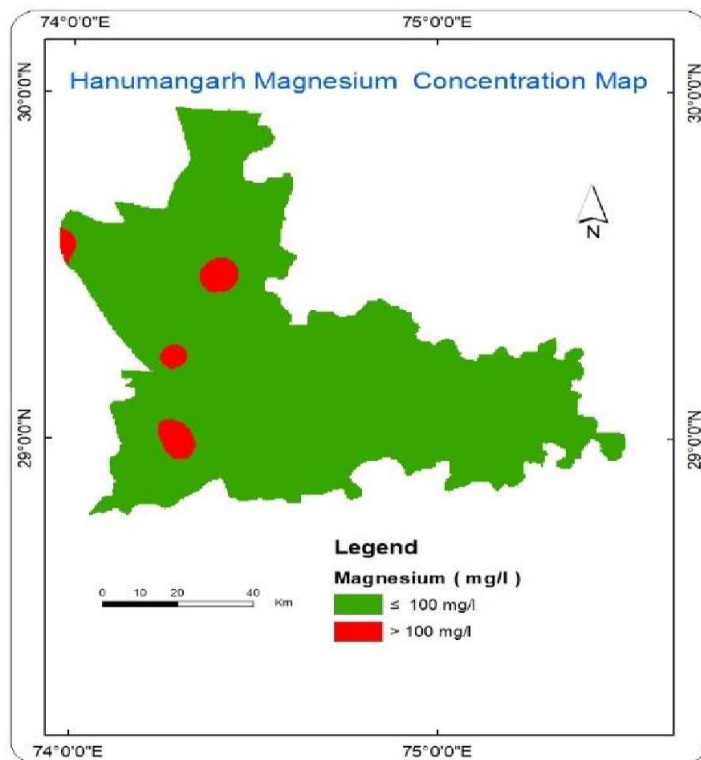 74°0'0"E 75°0'0"E
30°0'0"N 30°0'0"N
Hanumangarh Magnesium Concentration Map
N
29°0'0"N 29°0'0"N
Legend
Magnesium ( mg/l )
≤ 100 mg/l
> 100 mg/l
0 10 20 40
Km
74°0'0"E 75°0'0"E